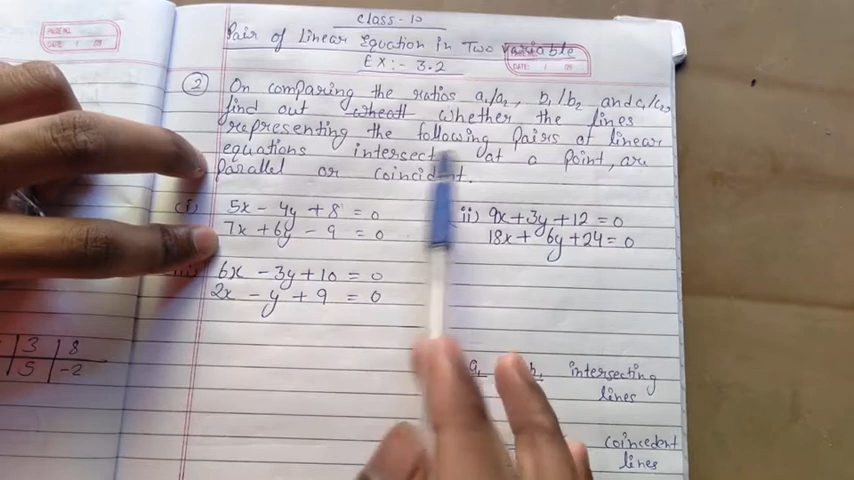 Class-10
Pair of Linear Equation in Two variable
Ex:- 3.2
PAGE NO.
DATE: / 09
② On comparing the ratios a₁/a₂, b₁/b₂ and c₁/c₂,
find out wheatt whether the lines
representing the following pairs of linear
equations intersect at a point, are
parallel or coincident.
(i) 5x - 4y + 8 = 0
7x + 6y - 9 = 0
ii) 9x + 3y + 12 = 0
18x + 6y + 24 = 0
6x - 3y + 10 = 0
2x - y + 9 = 0
3 8
5 -2
intersecting
lines
coincedent
lines